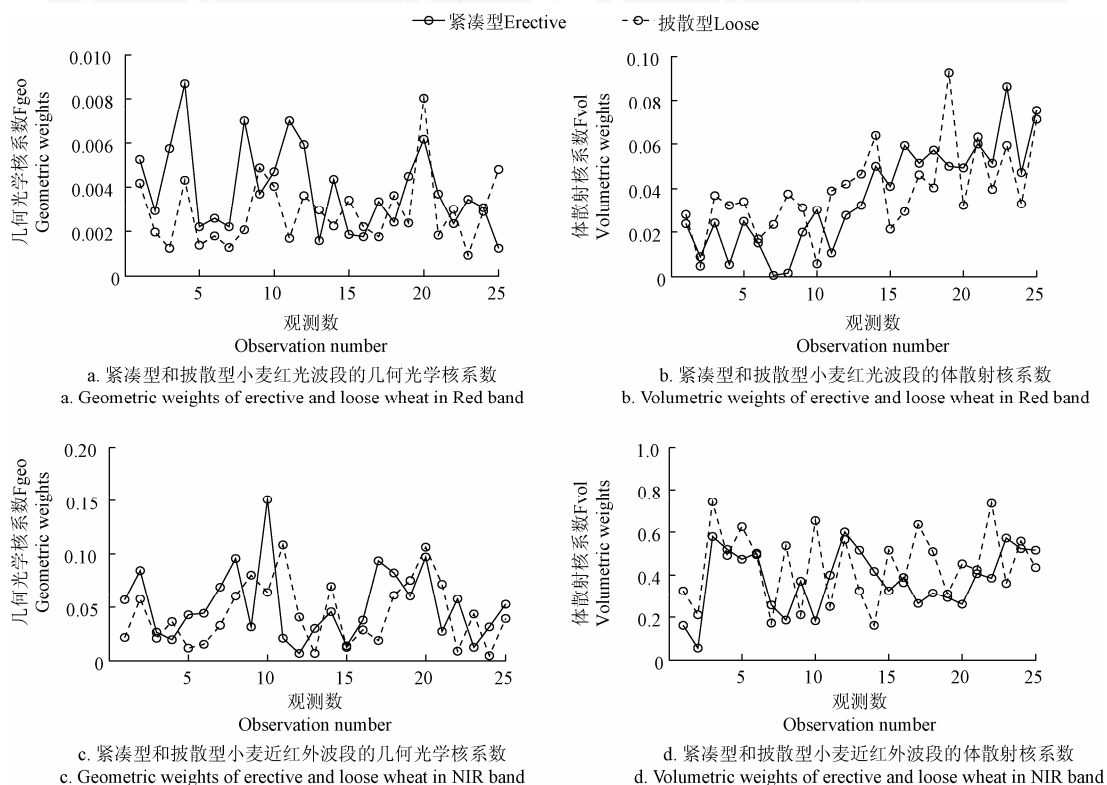 紧凑型Erective 披散型Loose
几何光学核系数Fgeo
Geometric weights
0.010
0.008
0.006
0.004
0.002
0
5 10 15 20 25
观测数
Observation number
a. 紧凑型和披散型小麦红光波段的几何光学核系数
a. Geometric weights of erective and loose wheat in Red band
体散射核系数Fvol
Volumetric weights
0.10
0.08
0.06
0.04
0.02
0
5 10 15 20 25
观测数
Observation number
b. 紧凑型和披散型小麦红光波段的体散射核系数
b. Volumetric weights of erective and loose wheat in Red band
几何光学核系数Fgeo
Geometric weights
0.20
0.15
0.10
0.05
0
5 10 15 20 25
观测数
Observation number
c. 紧凑型和披散型小麦近红外波段的几何光学核系数
c. Geometric weights of erective and loose wheat in NIR band
体散射核系数Fvol
Volumetric weights
1.0
0.8
0.6
0.4
0.2
0
5 10 15 20 25
观测数
Observation number
d. 紧凑型和披散型小麦近红外波段的体散射核系数
d. Volumetric weights of erective and loose wheat in NIR band